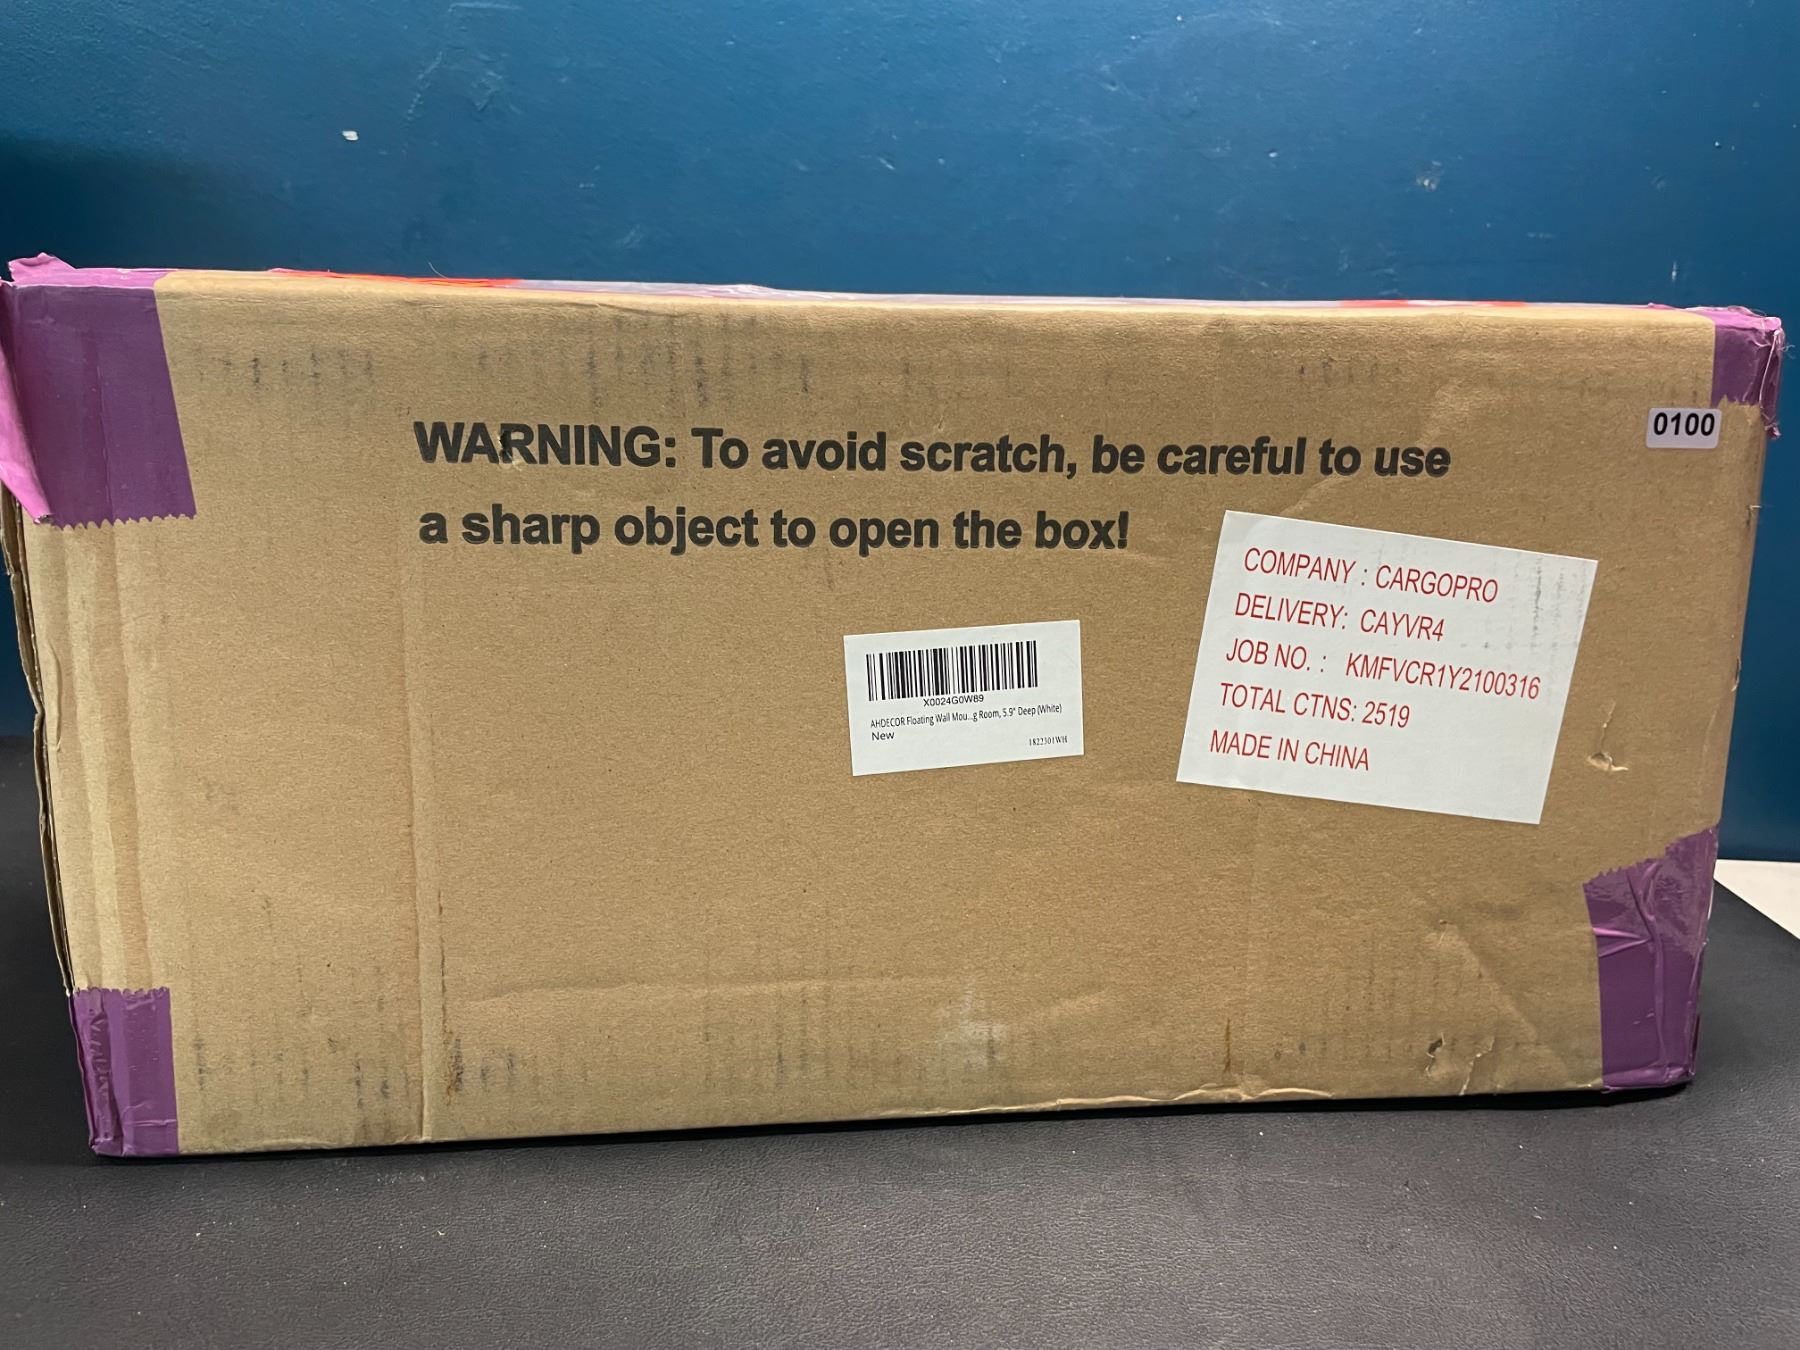 WARNING: To avoid scratch, be careful to use
a sharp object to open the box!
0100
X0024G0W89
AHDECOR Floating Wall Mou...g Room, 5.9" Deep (White)
New
1822301WH
COMPANY : CARGOPRO
DELIVERY: CAYVR4
JOB NO. : KMFVCR1Y2100316
TOTAL CTNS: 2519
MADE IN CHINA